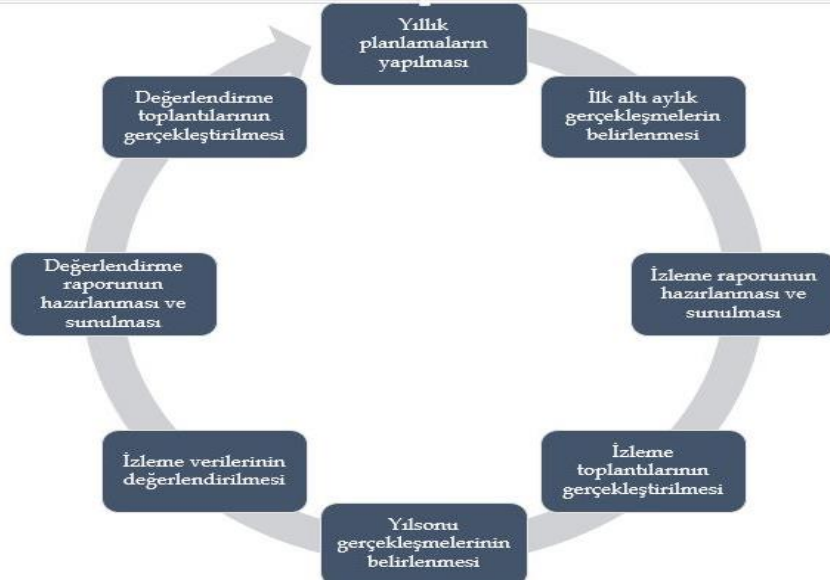 Yıllık
planlamaların
yapılması
İlk altı aylık
gerçekleşmelerin
belirlenmesi
İzleme raporunun
hazırlanması ve
sunulması
İzleme
toplantılarının
gerçekleştirilmesi
Yılsonu
gerçekleşmelerinin
belirlenmesi
İzleme verilerinin
değerlendirilmesi
Değerlendirme
raporunun
hazırlanması ve
sunulması
Değerlendirme
toplantılarının
gerçekleştirilmesi